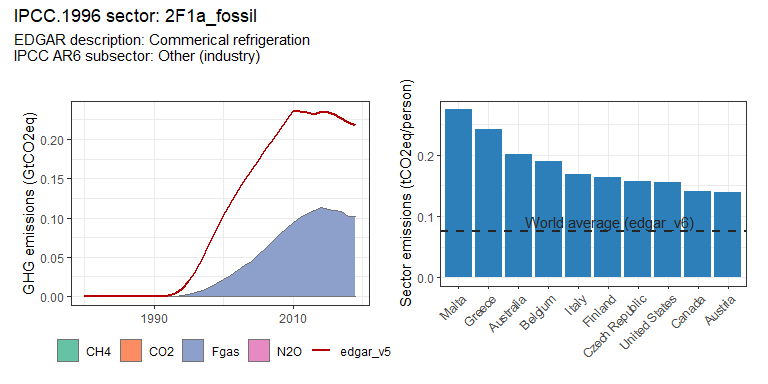 IPCC.1996 sector: 2F1a_fossil
EDGAR description: Commerical refrigeration
IPCC AR6 subsector: Other (industry)
GHG emissions (GtCO2eq)
0.20
0.15
0.10
0.05
0.00
1990
2010
CH4
CO2
Fgas
N2O
edgar_v5
Sector emissions (tCO2eq/person)
0.2
0.1
0.0
World average (edgar_v6)
Malta
Greece
Australia
Belgium
Italy
Finland
Czech Republic
United States
Canada
Austria